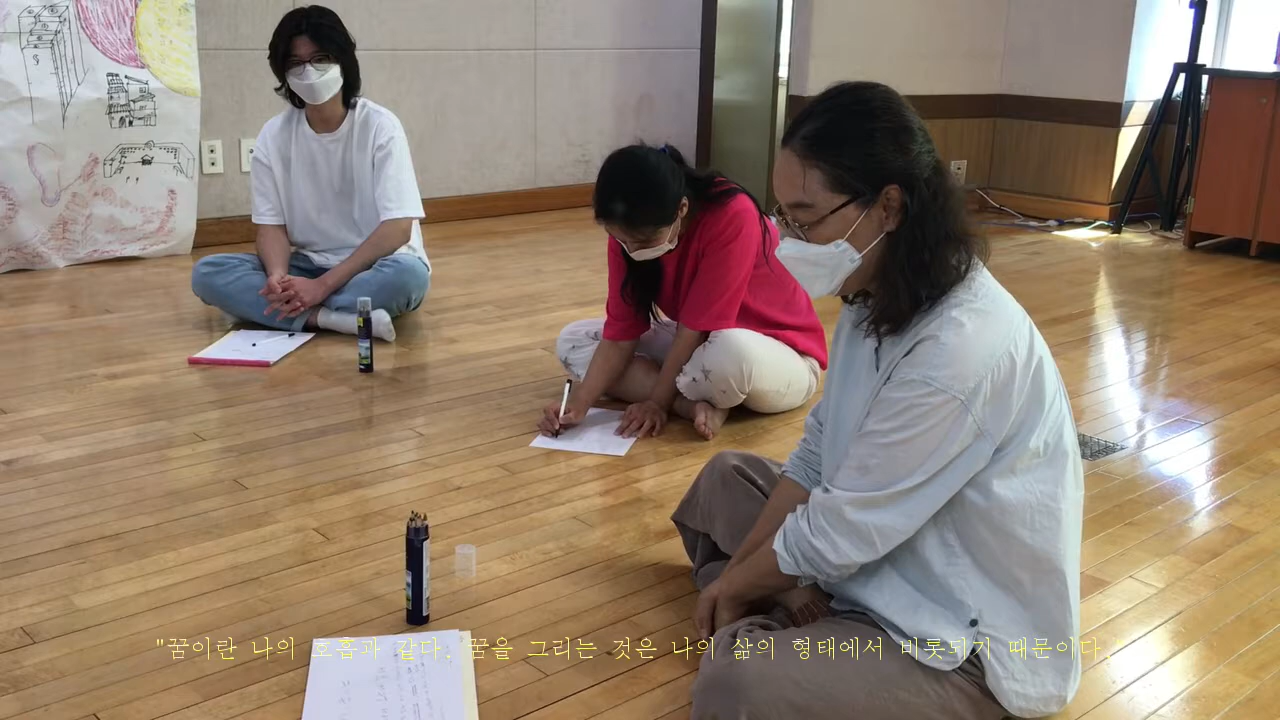 "꿈이란 나의 호흡과 같다. 꿈을 그리는 것은 나의 삶의 형태에서 비롯되기 때문이다."